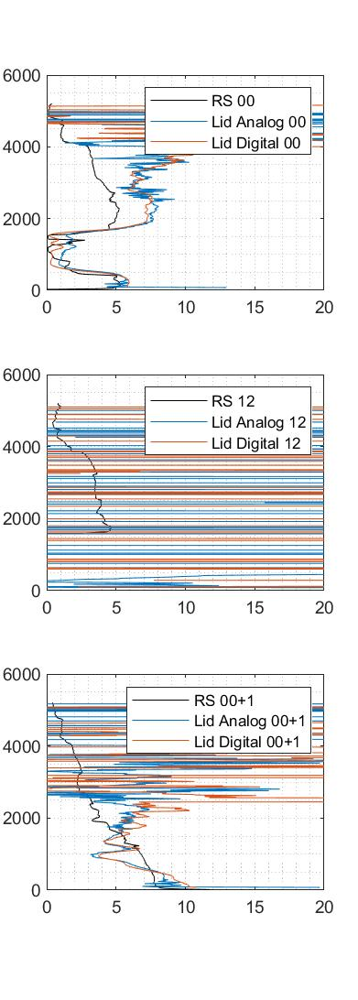 6000
RS 00
Lid Analog 00
Lid Digital 00
4000
2000
0
0 5 10 15 20
6000
RS 12
Lid Analog 12
Lid Digital 12
4000
2000
0
0 5 10 15 20
6000
RS 00+1
Lid Analog 00+1
Lid Digital 00+1
4000
2000
0
0 5 10 15 20